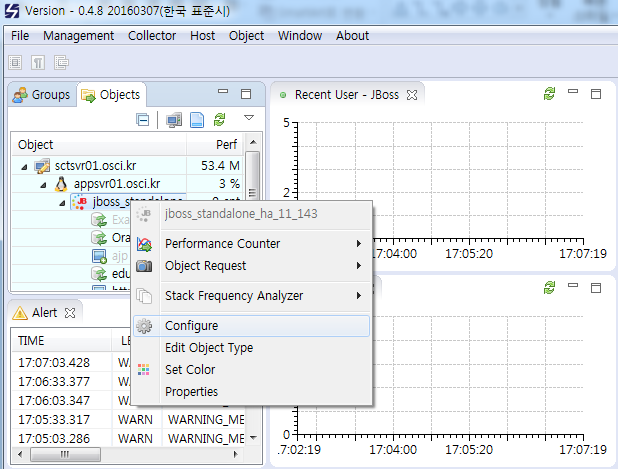 Version - 0.4.8 20160307(한국 표준시)
File Management Collector Host Object Window About
Groups Objects
Recent User - JBoss
Object Perf
sctsvr01.osci.kr 53.4 M
appsvr01.osci.kr 3 %
jboss_standalone
JB jboss_standalone_ha_11_143
Exa
Ora
ajp
edu
Performance Counter
Object Request
Stack Frequency Analyzer
Configure
Edit Object Type
Set Color
Properties
5
2
17:04:00 17:05:20 17:07:19
Alert
TIME LE
17:07:03.428 WA
17:06:33.377 WA
17:06:03.347 WA
17:05:33.317 WARN WARNING_ME
17:05:03.286 WARN WARNING_ME
0
.7:02:19 17:04:00 17:05:20 17:07:19